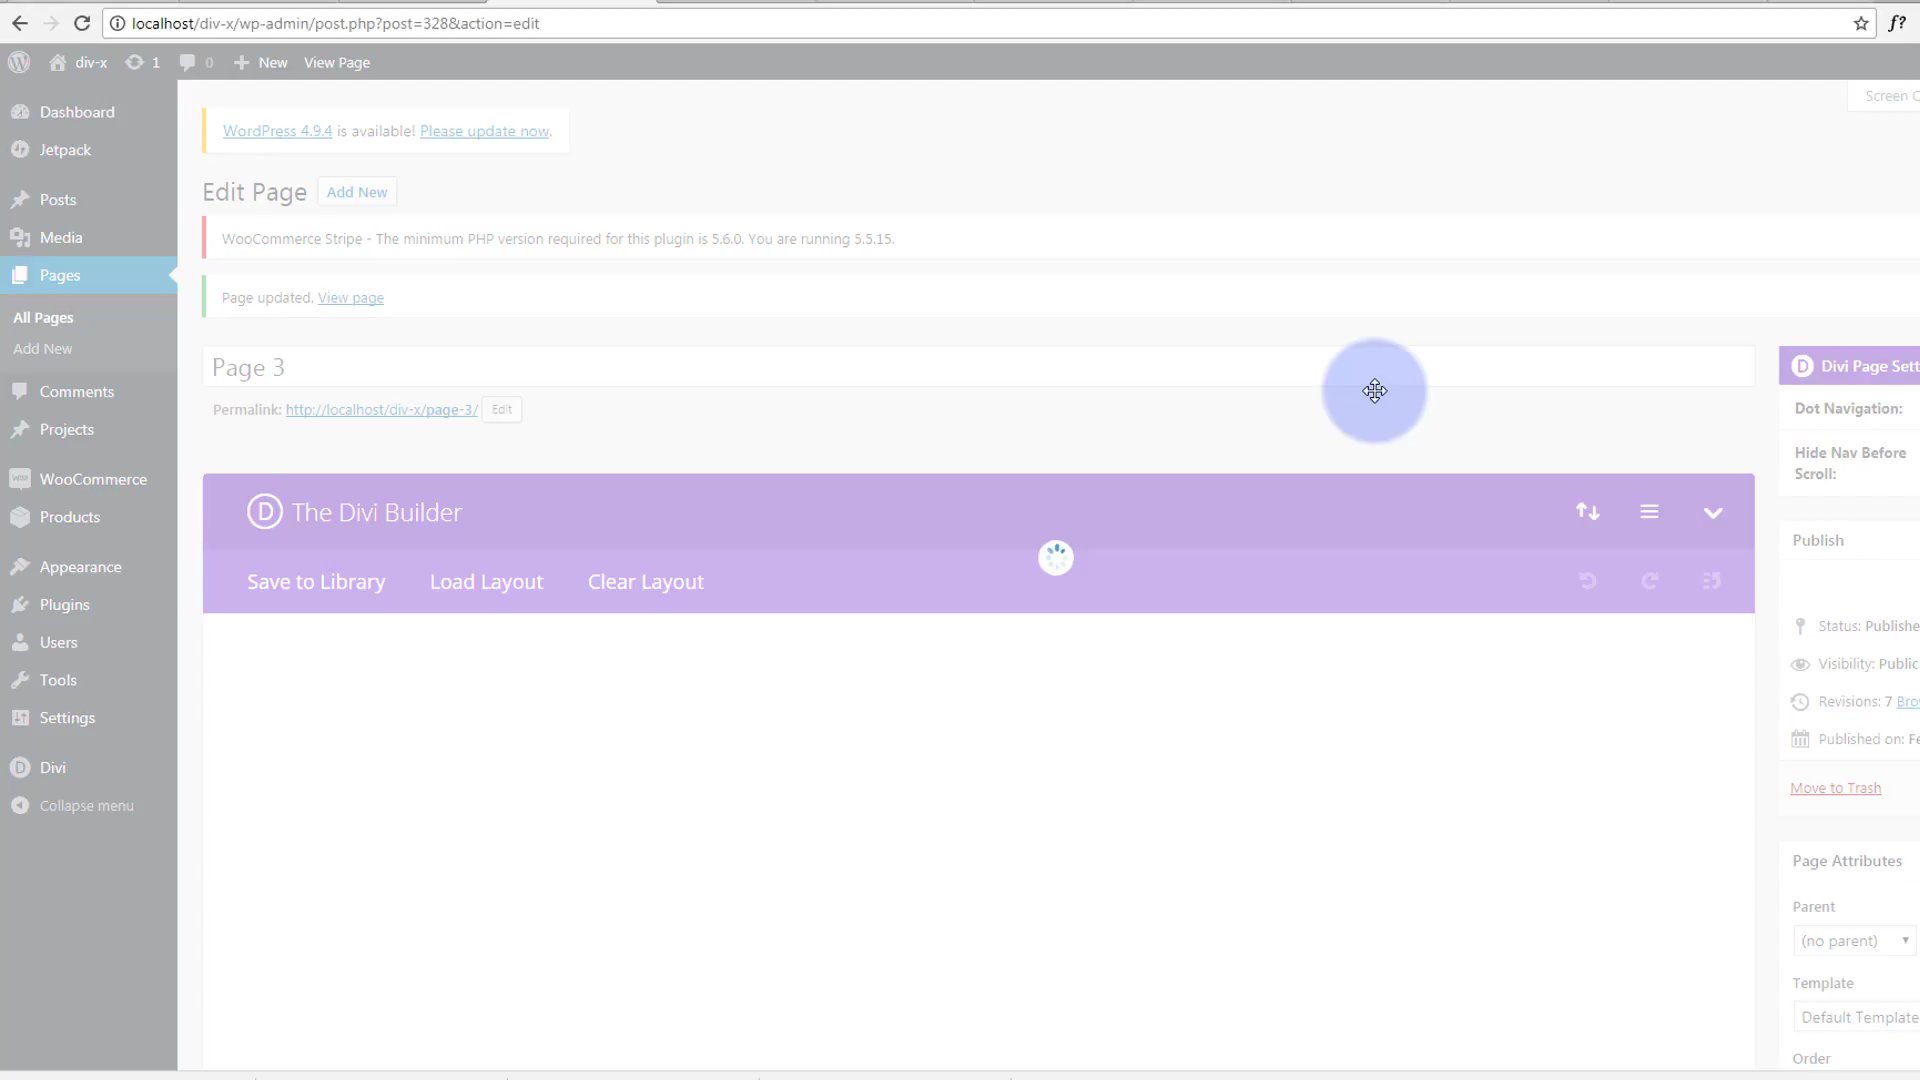 localhost/div-x/wp-admin/post.php?post=328&action=edit
f?
div-x 1 0 New View Page
Screen
WordPress 4.9.4 is available! Please update now.
Edit Page Add New
WooCommerce Stripe - The minimum PHP version required for this plugin is 5.6.0. You are running 5.5.15.
Page updated. View page
Page 3
Permalink: http://localhost/div-x/page-3/ Edit
D The Divi Builder
Save to Library Load Layout Clear Layout
Dashboard
Jetpack
Posts
Media
Pages
All Pages
Add New
Comments
Projects
WooCommerce
Products
Appearance
Plugins
Users
Tools
Settings
D Divi
Collapse menu
D Divi Page Sett
Dot Navigation:
Hide Nav Before
Scroll:
Publish
Status: Publishe
Visibility: Public
Revisions: 7 Bro
Published on: Fe
Move to Trash
Page Attributes
Parent
(no parent)
Template
Default Template
Order